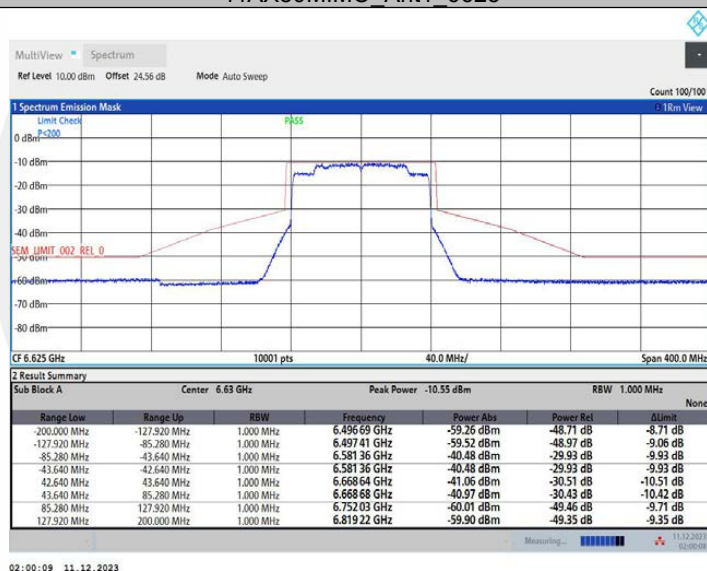 MultiView Spectrum
Ref Level 10.00 dBm Offset 24.56 dB Mode Auto Sweep
Count 100/100
1 Spectrum Emission Mask 1Rm View
Limit Check PASS
P<200
0 dBm
-10 dBm
-20 dBm
-30 dBm
-40 dBm
SEM_LIMIT_002_REL_0
-50 dBm
-60 dBm
-70 dBm
-80 dBm
CF 6.625 GHz 10001 pts 40.0 MHz/ Span 400.0 MHz
2 Result Summary
Sub Block A Center 6.63 GHz Peak Power -10.55 dBm RBW 1.000 MHz
None
Range Low Range Up RBW Frequency Power Abs Power Rel ΔLimit
-200.000 MHz -127.920 MHz 1.000 MHz 6.496 69 GHz -59.26 dBm -48.71 dB -8.71 dB
-127.920 MHz -85.280 MHz 1.000 MHz 6.497 41 GHz -59.52 dBm -48.97 dB -9.06 dB
-85.280 MHz -43.640 MHz 1.000 MHz 6.581 36 GHz -40.48 dBm -29.93 dB -9.93 dB
-43.640 MHz -42.640 MHz 1.000 MHz 6.581 36 GHz -40.48 dBm -29.93 dB -9.93 dB
42.640 MHz 43.640 MHz 1.000 MHz 6.668 64 GHz -41.06 dBm -30.51 dB -10.51 dB
43.640 MHz 85.280 MHz 1.000 MHz 6.668 68 GHz -40.97 dBm -30.43 dB -10.42 dB
85.280 MHz 127.920 MHz 1.000 MHz 6.752 03 GHz -60.01 dBm -49.46 dB -9.71 dB
127.920 MHz 200.000 MHz 1.000 MHz 6.819 22 GHz -59.90 dBm -49.35 dB -9.35 dB
Measuring... 11.12.2023
02:00:08
02:00:09 11.12.2023